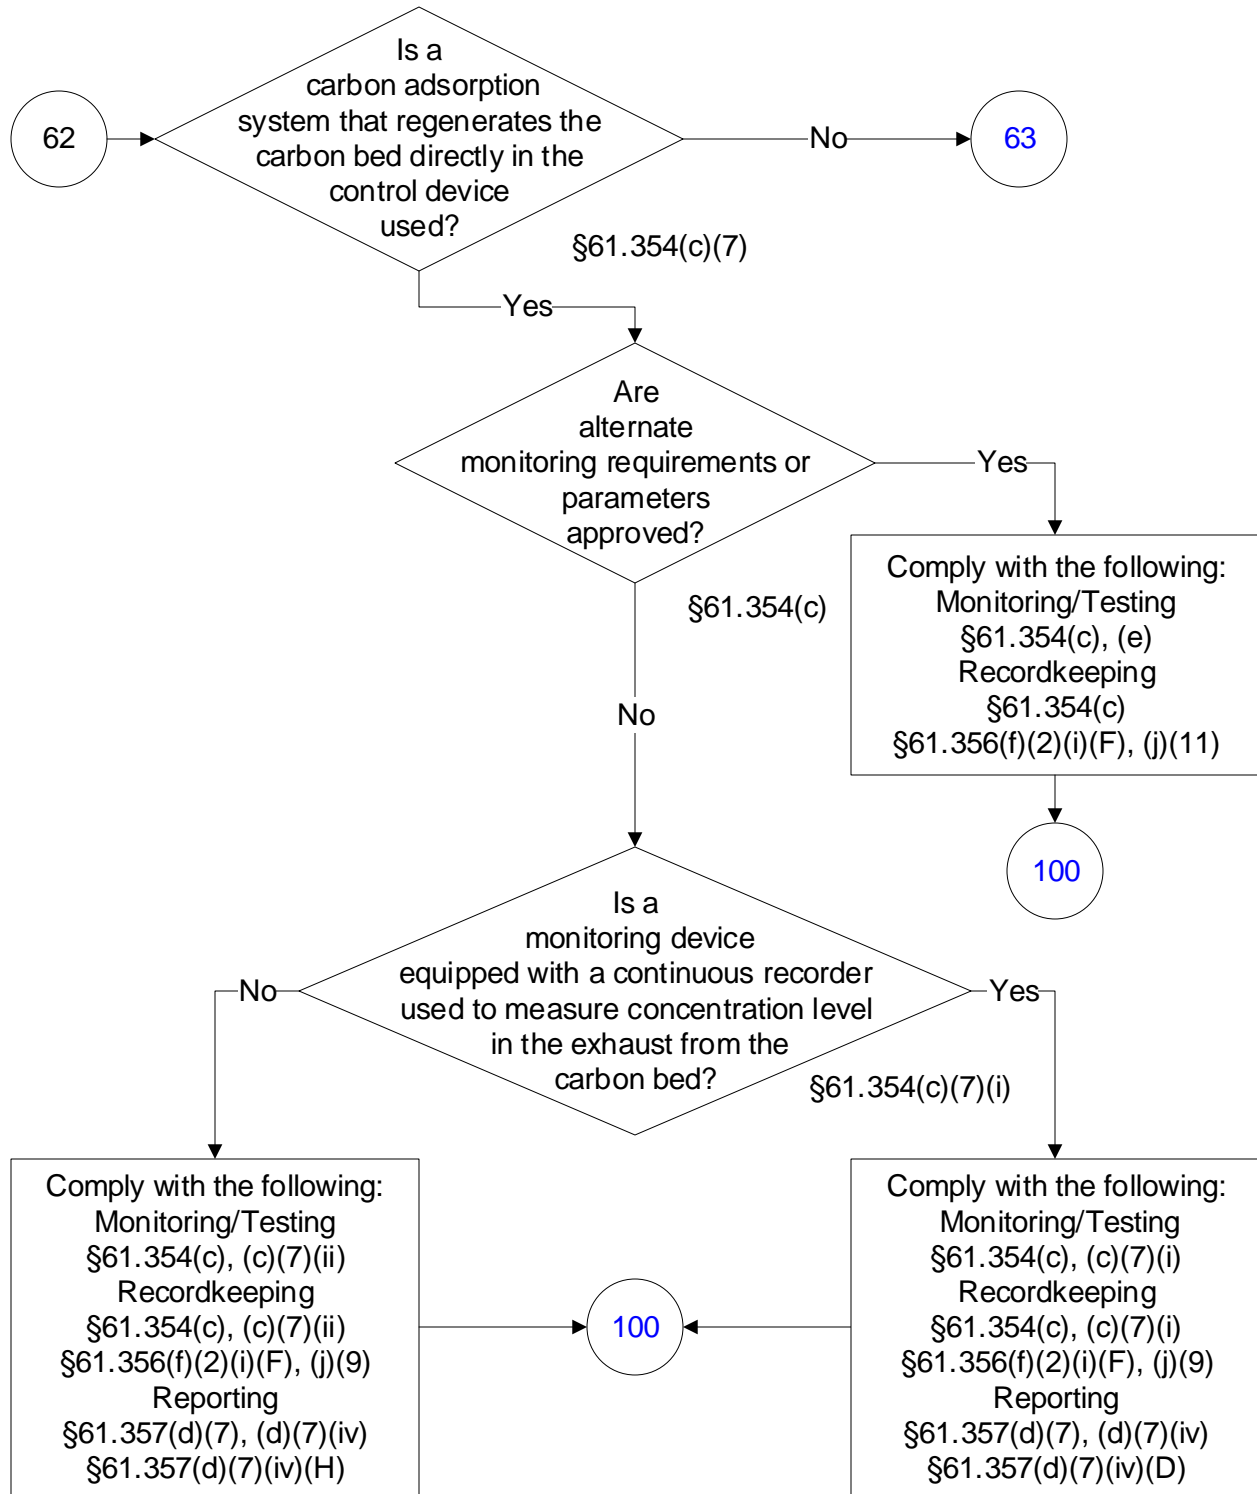 Is a
carbon adsorption
system that regenerates the
carbon bed directly in the
control device
used?
62
No
63
§61.354(c)(7)
Yes
Are
alternate
monitoring requirements or
parameters
approved?
Yes
§61.354(c)
Comply with the following:
Monitoring/Testing
§61.354(c), (e)
Recordkeeping
§61.354(c)
§61.356(f)(2)(i)(F), (j)(11)
No
100
Is a
monitoring device
equipped with a continuous recorder
used to measure concentration level
in the exhaust from the
carbon bed?
No
Yes
§61.354(c)(7)(i)
Comply with the following:
Monitoring/Testing
§61.354(c), (c)(7)(ii)
Recordkeeping
§61.354(c), (c)(7)(ii)
§61.356(f)(2)(i)(F), (j)(9)
Reporting
§61.357(d)(7), (d)(7)(iv)
§61.357(d)(7)(iv)(H)
100
Comply with the following:
Monitoring/Testing
§61.354(c), (c)(7)(i)
Recordkeeping
§61.354(c), (c)(7)(i)
§61.356(f)(2)(i)(F), (j)(9)
Reporting
§61.357(d)(7), (d)(7)(iv)
§61.357(d)(7)(iv)(D)